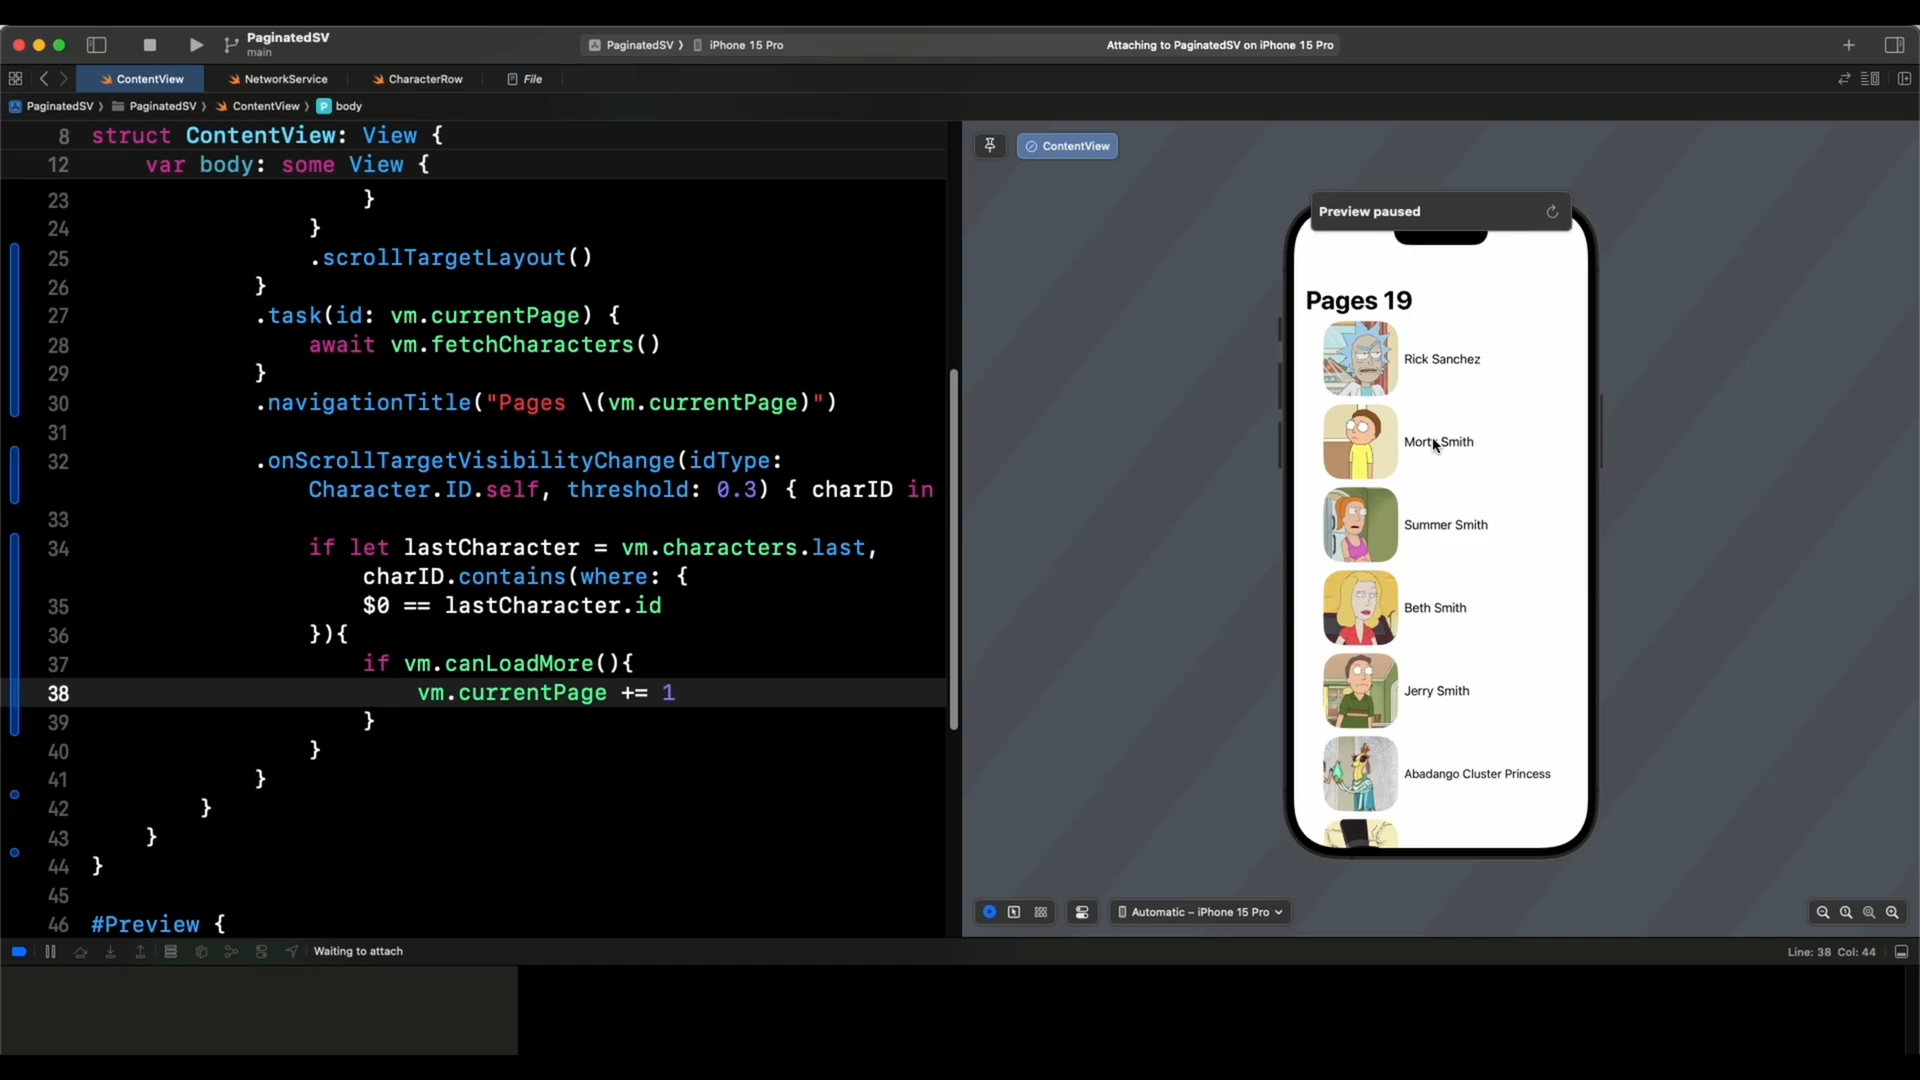 PaginatedSV
main
PaginatedSV 〉 iPhone 15 Pro
Attaching to PaginatedSV on iPhone 15 Pro
ContentView
NetworkService
CharacterRow
File
PaginatedSV 〉 PaginatedSV 〉 ContentView 〉 P body
8 struct ContentView: View {
12 var body: some View {
23 }
24 }
25 .scrollTargetLayout()
26 }
27 .task(id: vm.currentPage) {
28 await vm.fetchCharacters()
29 }
30 .navigationTitle("Pages \(vm.currentPage)")
31
32 .onScrollTargetVisibilityChange(idType:
Character.ID.self, threshold: 0.3) { charID in
33
34 if let lastCharacter = vm.characters.last,
charID.contains(where: {
35 $0 == lastCharacter.id
36 }){
37 if vm.canLoadMore(){
38 vm.currentPage += 1
39 }
40 }
41 }
42 }
43 }
44 }
45
46 #Preview {
ContentView
Preview paused
Pages 19
Rick Sanchez
Morty Smith
Summer Smith
Beth Smith
Jerry Smith
Abadango Cluster Princess
Automatic – iPhone 15 Pro
Waiting to attach
Line: 38 Col: 44